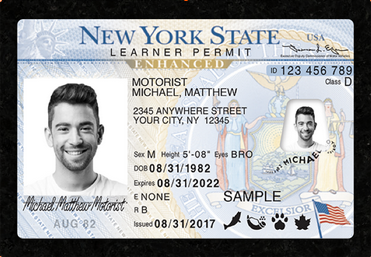 NEW YORK STATE
USA
LEARNER PERMIT
ENHANCED
ID 123 456 789
Class D
MOTORIST
MICHAEL, MATTHEW
2345 ANYWHERE STREET
YOUR CITY, NY 12345
Sex M Height 5'-08" Eyes BRO
DOB 08/31/1982
Expires 08/31/2022
E NONE
R B
Issued 08/31/2017
SAMPLE
EXCELSIOR
MICHAEL
Michael Matthew Motorist
AUG 82